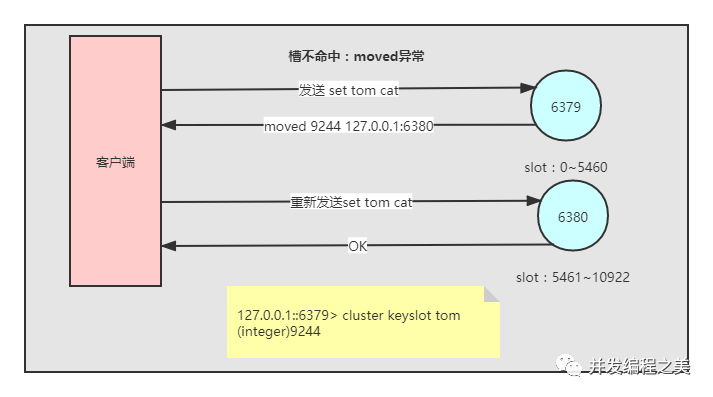 槽不命中：moved异常
发送 set tom cat
6379
moved 9244 127.0.0.1:6380
客户端
slot：0~5460
重新发送set tom cat
6380
OK
slot：5461~10922
127.0.0.1::6379> cluster keyslot tom
(integer)9244
并发编程之美